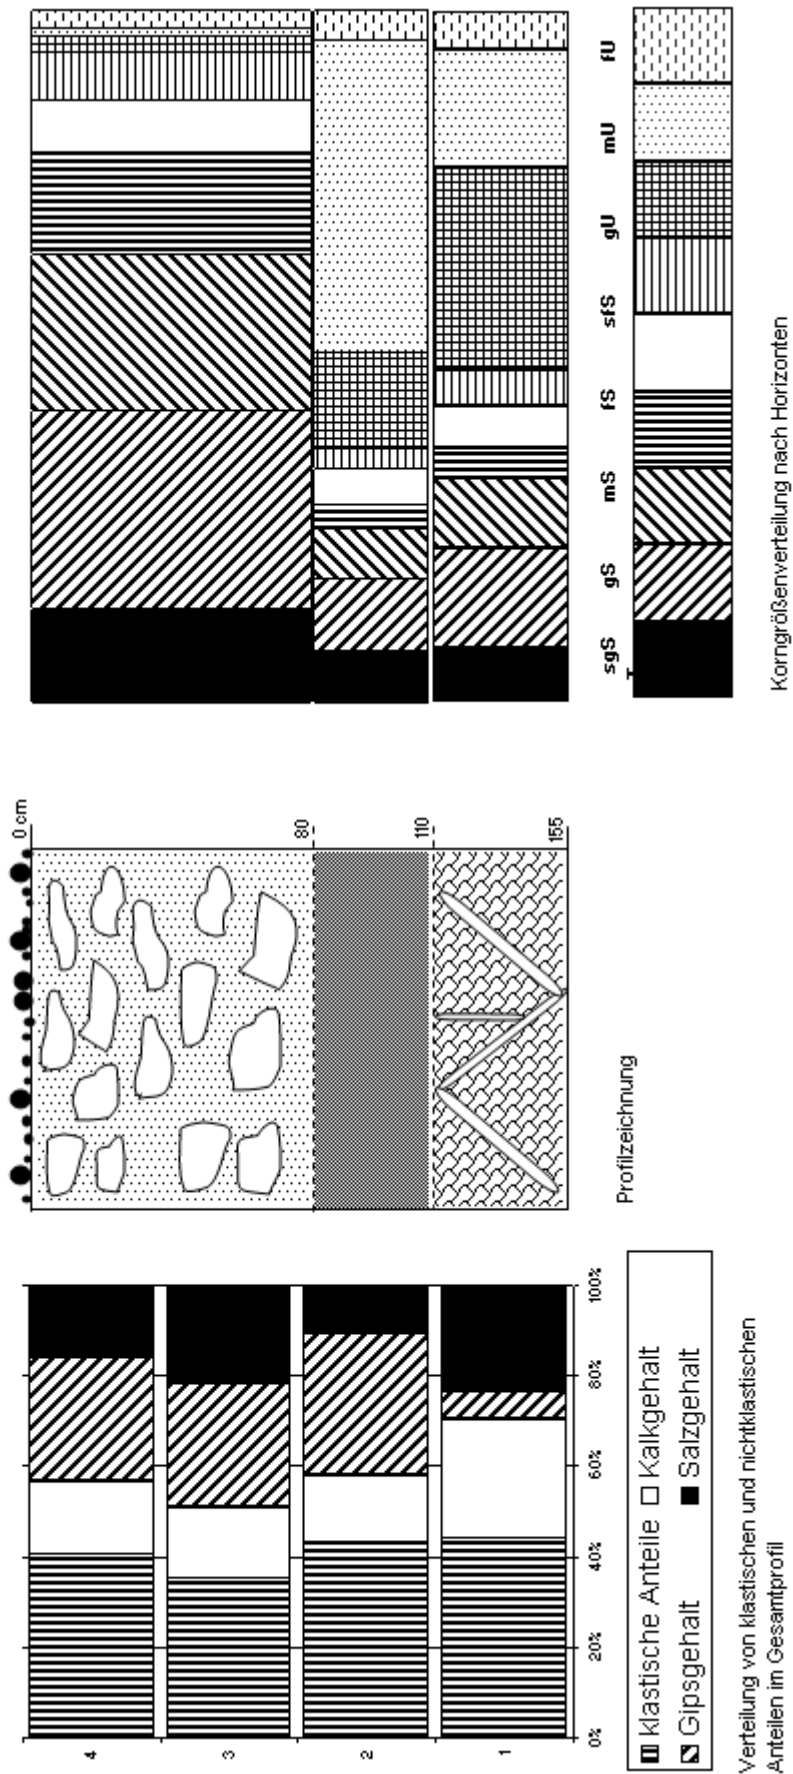 sgS gS mS fS sfS gU mU fU
Korngrößenverteilung nach Horizonten
0 cm
80
110
155
Profilzeichnung
4
3
2
1
0% 20% 40% 60% 80% 100%
klastische Anteile Kalkgehalt
Gipsgehalt Salzgehalt
Verteilung von klastischen und nichtklastischen
Anteilen im Gesamtprofil